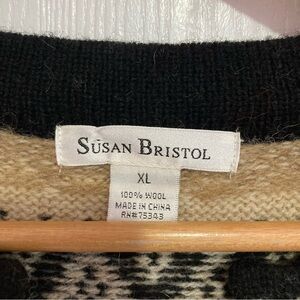 SUSAN BRISTOL
XL
100% WOOL
MADE IN CHINA
RN#75343